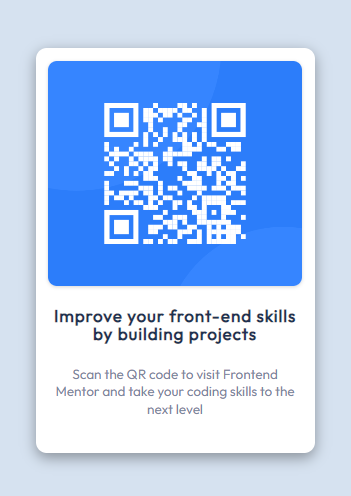 Improve your front-end skills
by building projects
Scan the QR code to visit Frontend
Mentor and take your coding skills to the
next level